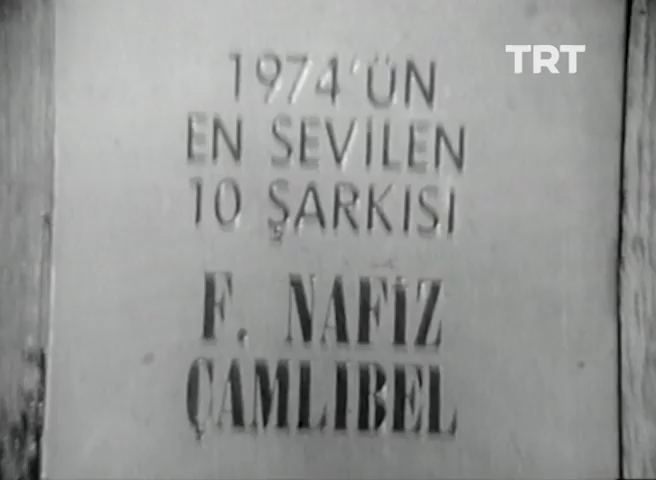 TRT
1974'ÜN
EN SEVİLEN
10 ŞARKISI
F. NAFİZ
ÇAMLIBEL